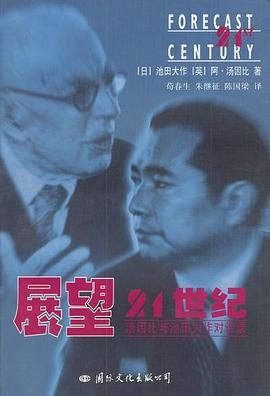 FORECAST
21ST
CENTURY
[日] 池田大作 [英] 阿·汤因比 著
荀春生 朱继征 陈国梁 译
展望 21世纪
汤因比与池田大作对话录
国际文化出版公司